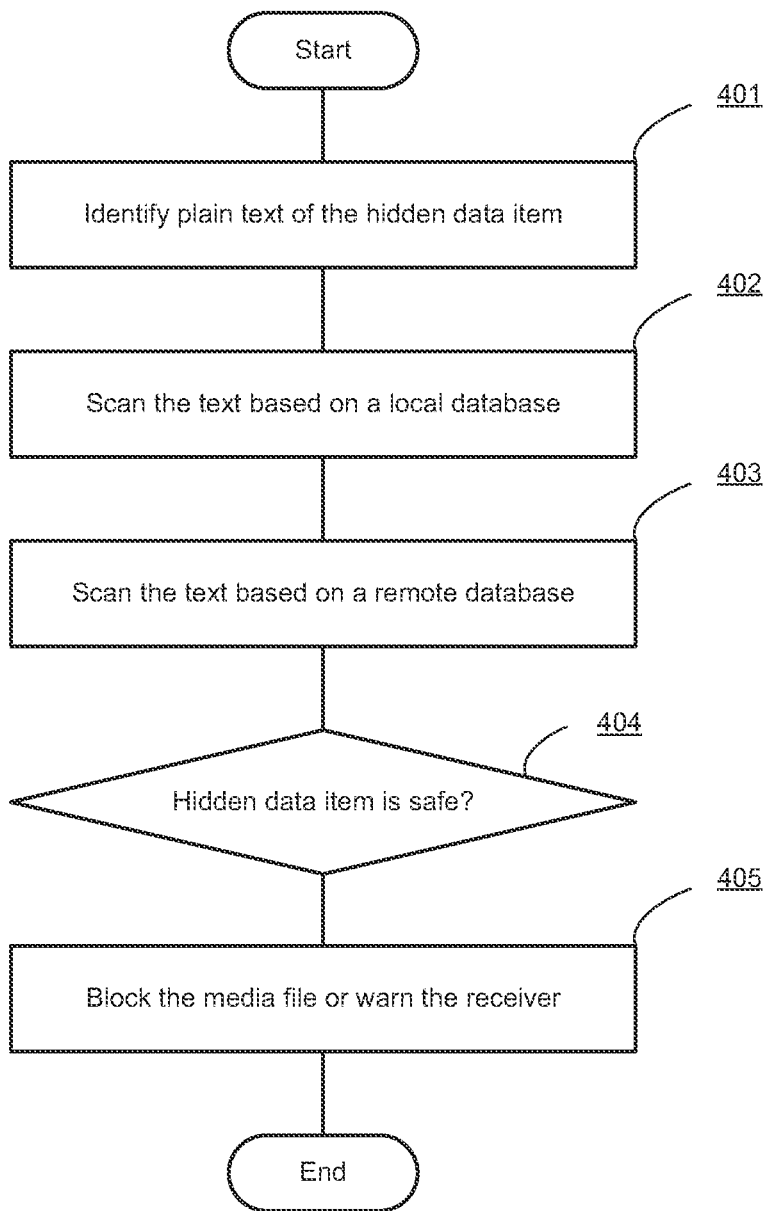 Start
401
Identify plain text of the hidden data item
402
Scan the text based on a local database
403
Scan the text based on a remote database
404
Hidden data item is safe?
405
Block the media file or warn the receiver
End